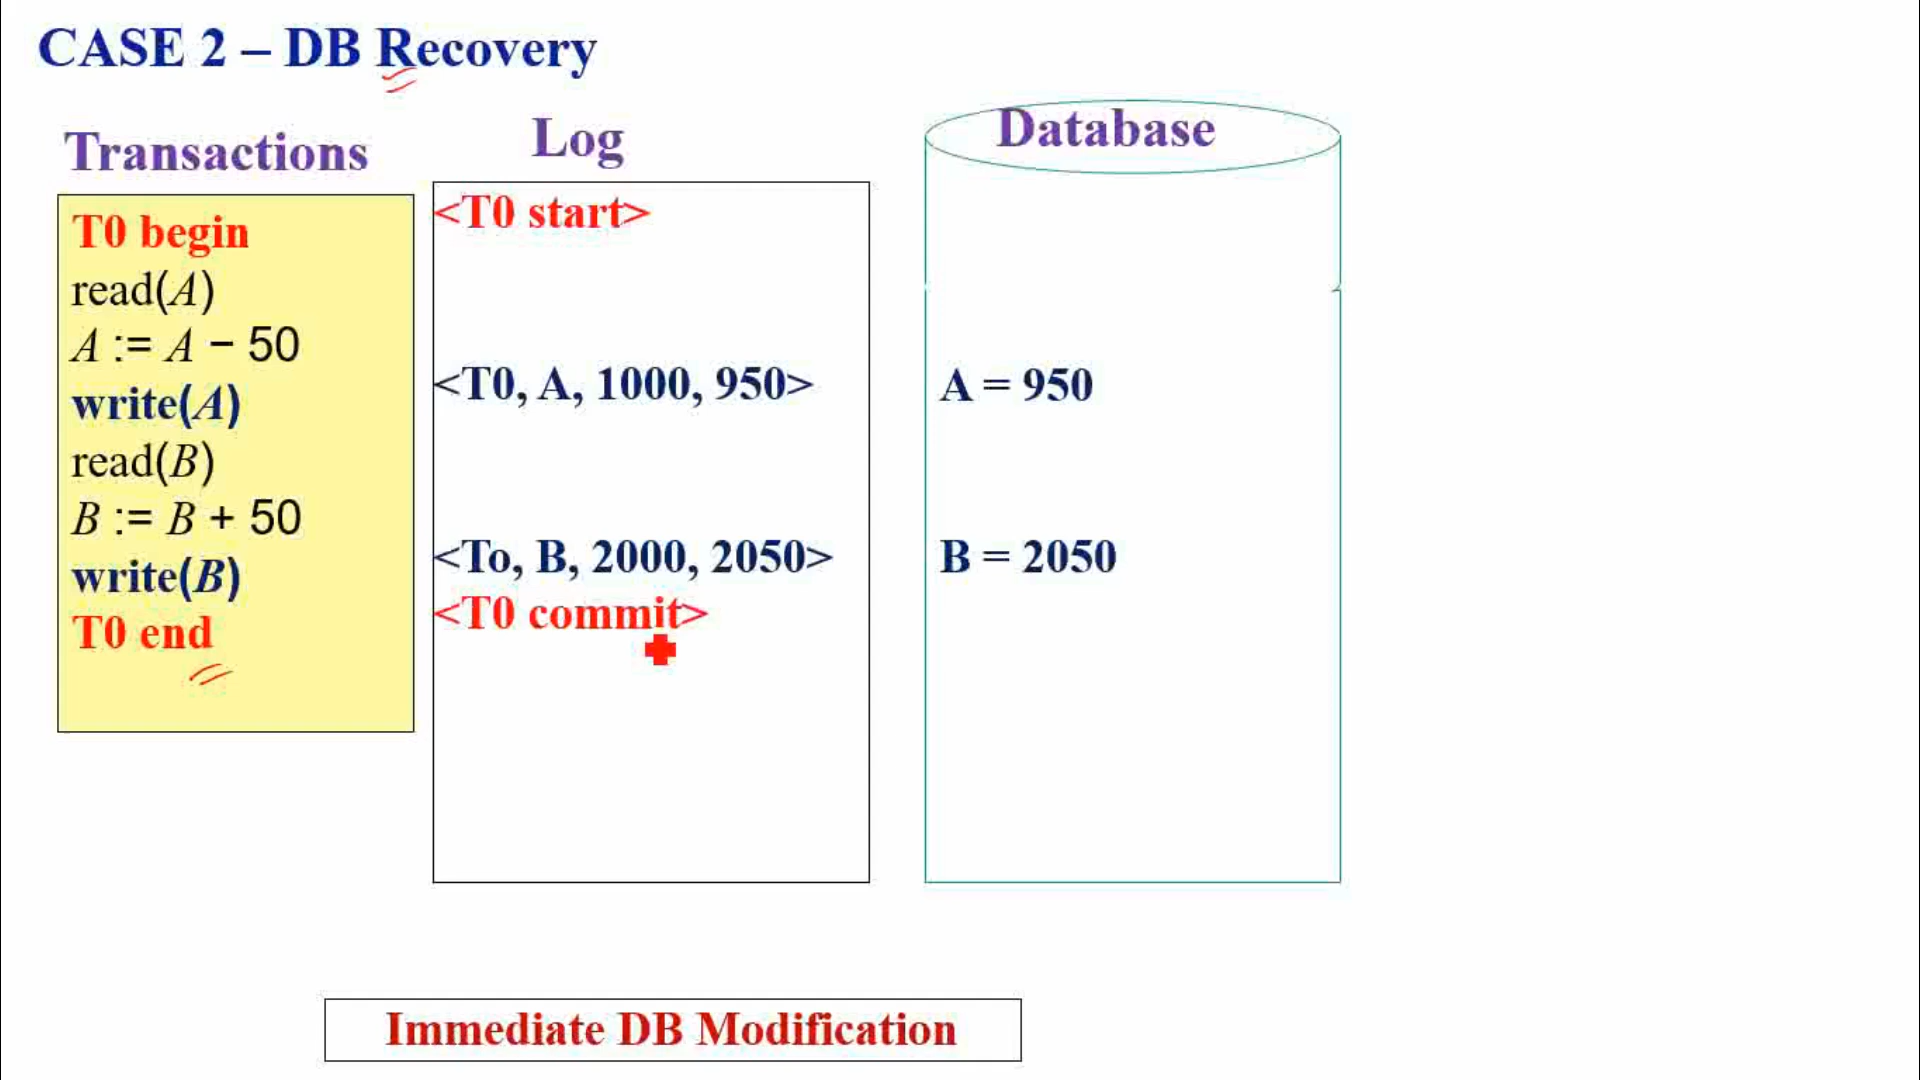 CASE 2 – DB Recovery
Transactions
T0 begin
read(A)
A := A − 50
write(A)
read(B)
B := B + 50
write(B)
T0 end
Log
<T0 start>
<T0, A, 1000, 950>
<To, B, 2000, 2050>
<T0 commit>
Database
A = 950
B = 2050
Immediate DB Modification